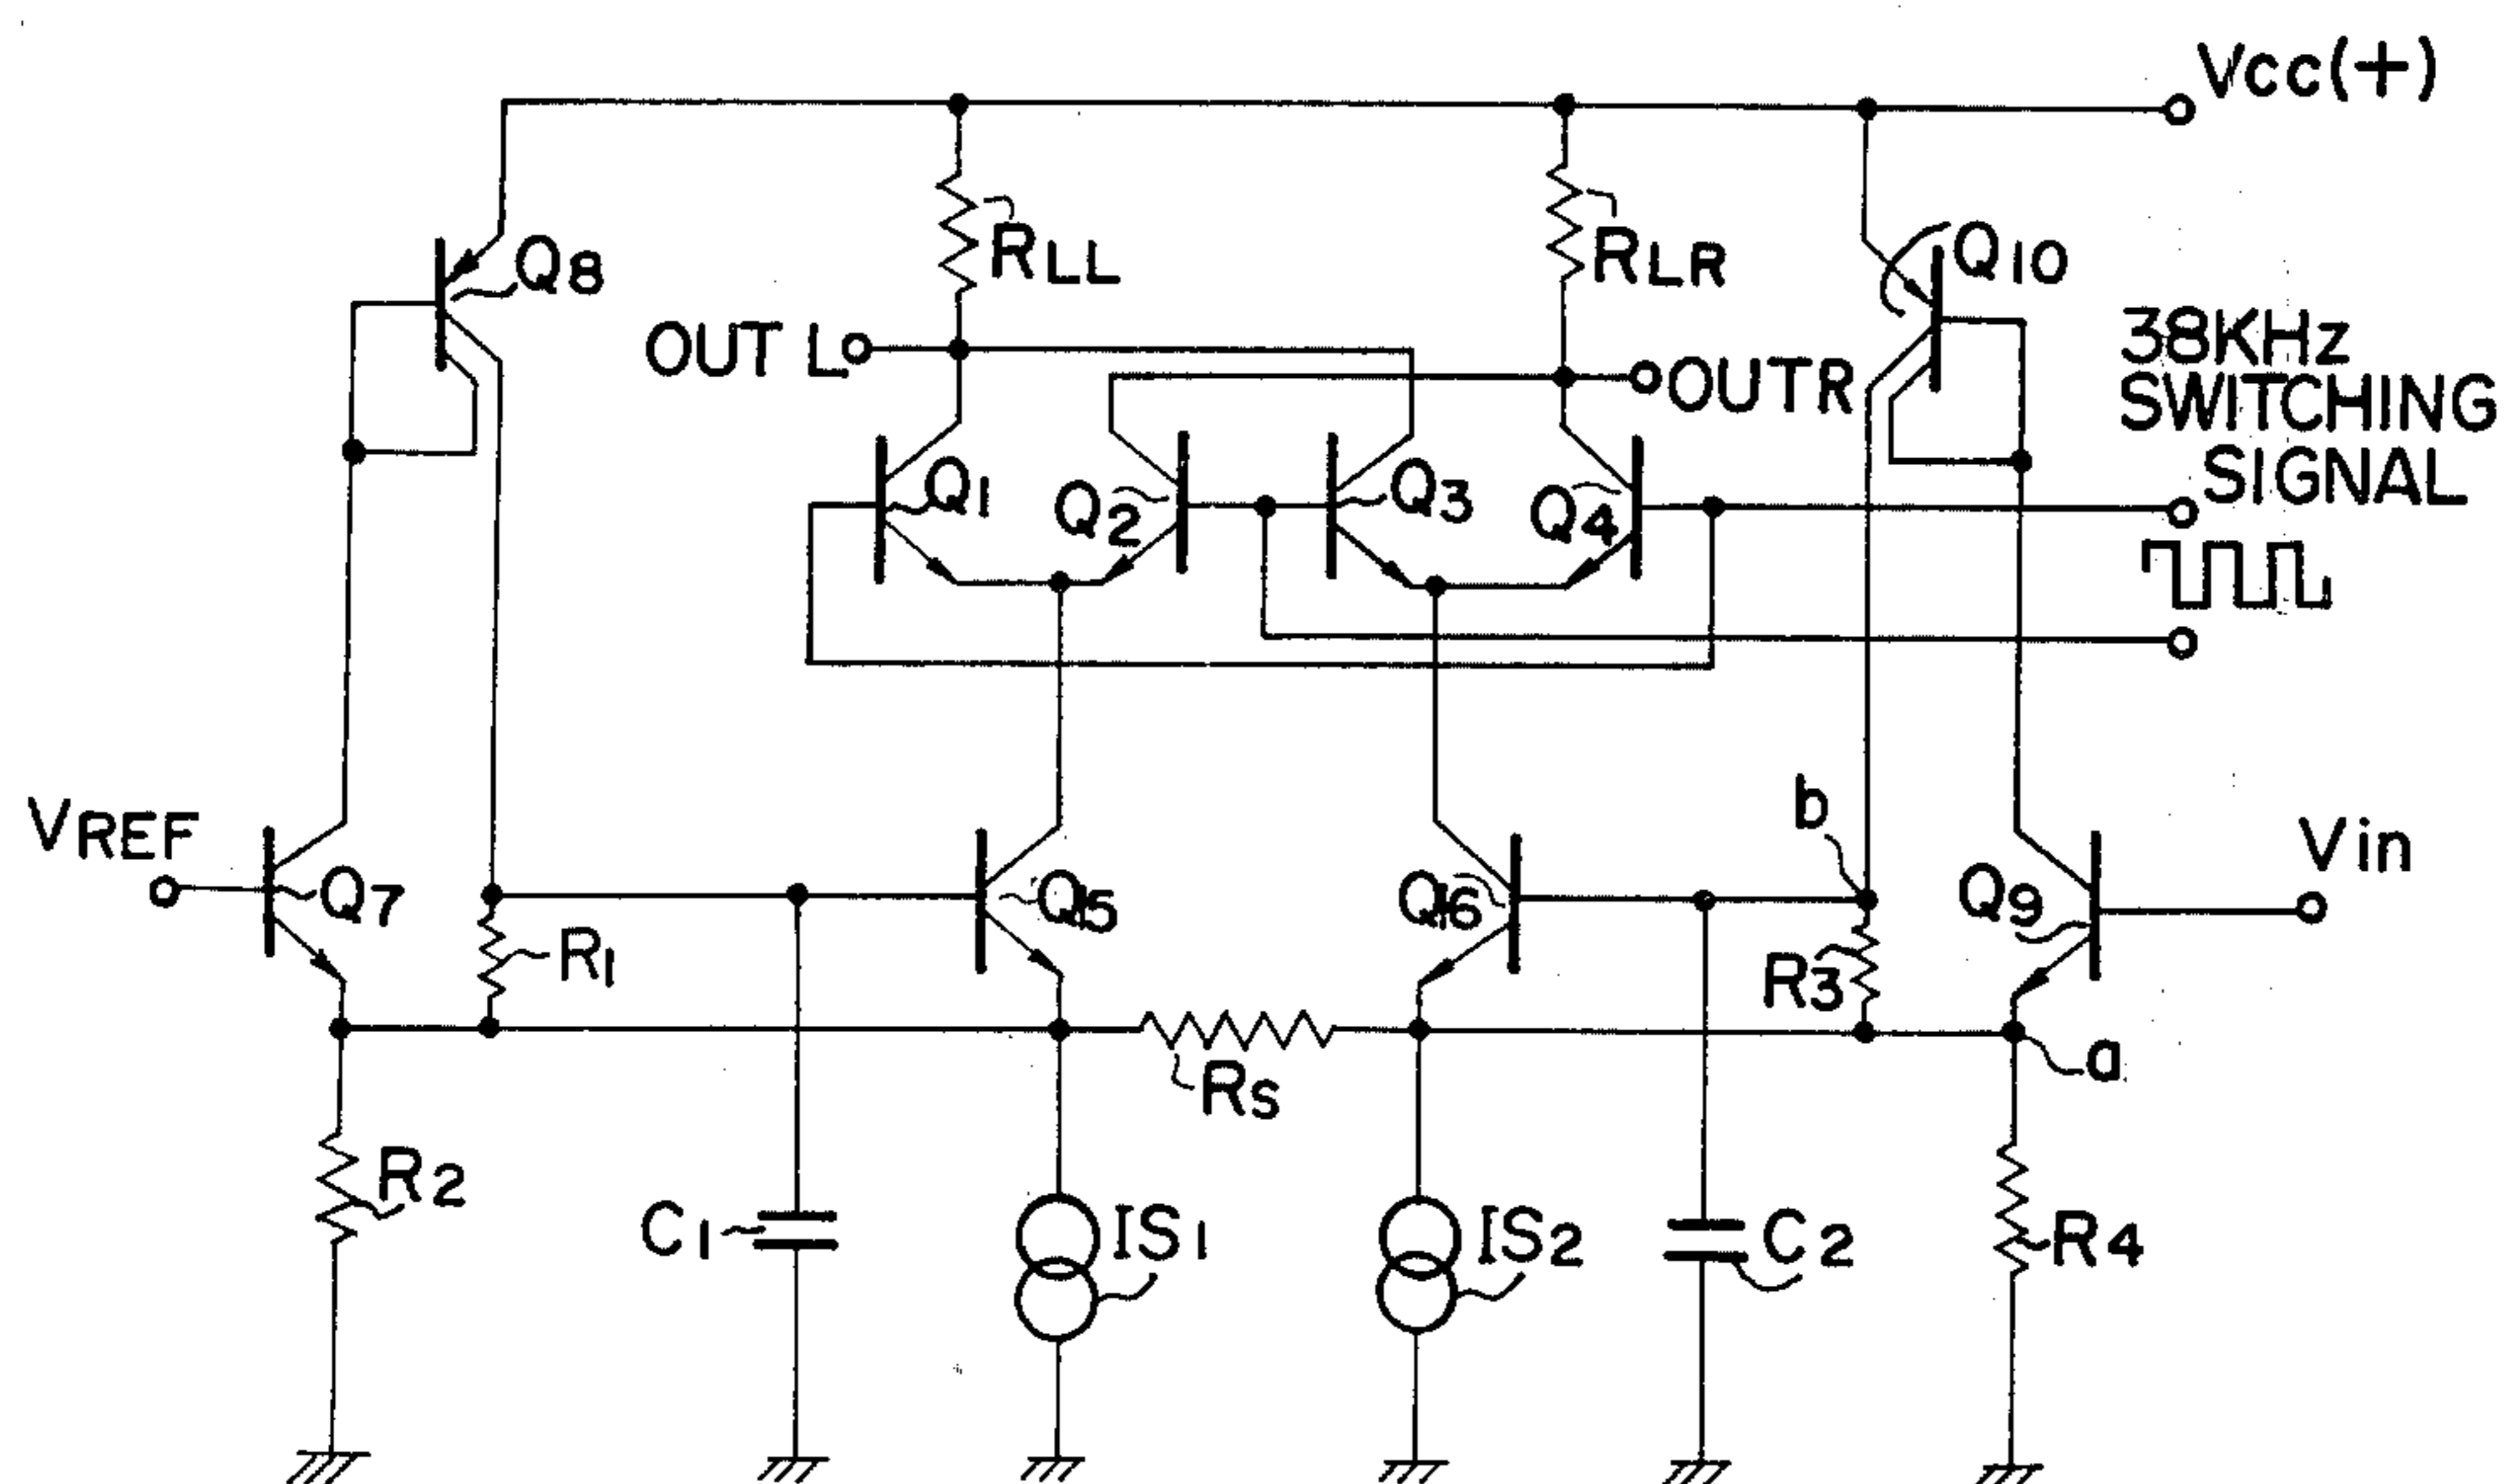 Vcc(+)
Q8
RLL
RLR
Q10
38KHz
SWITCHING
SIGNAL
OUT L
OUTR
Q1
Q2
Q3
Q4
b
VREF
Vin
Q7
Q5
Q6
Q9
R1
R3
RS
a
R2
C1
IS1
IS2
C2
R4